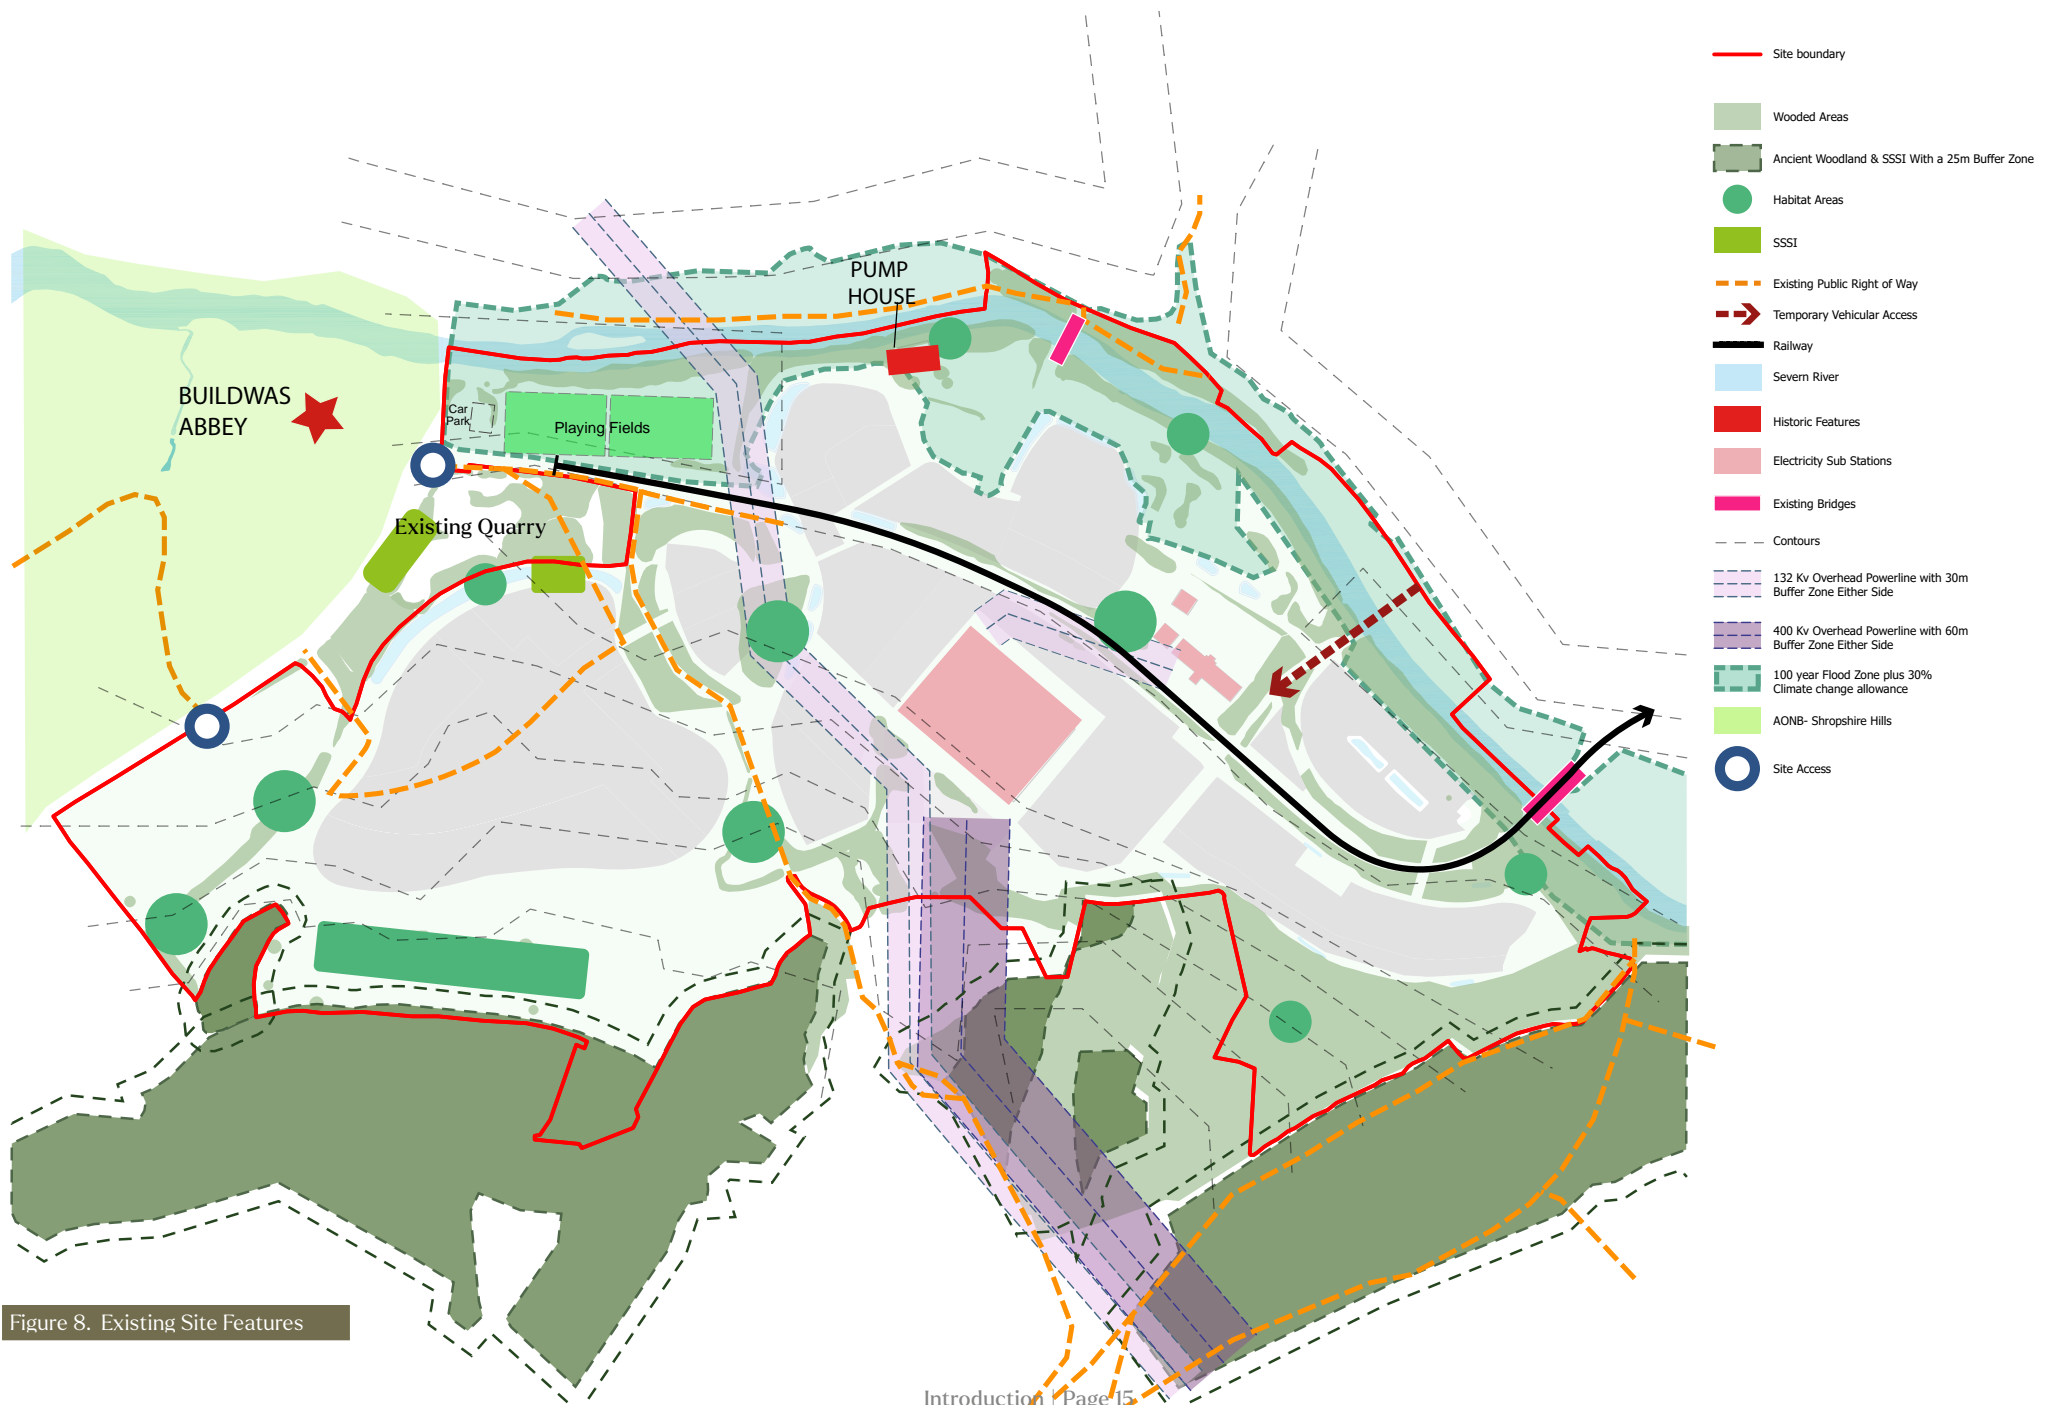 PUMP
HOUSE
BUILDWAS
ABBEY
Car
Park
Playing Fields
Existing Quarry
Site boundary
Wooded Areas
Ancient Woodland & SSSI With a 25m Buffer Zone
Habitat Areas
SSSI
Existing Public Right of Way
Temporary Vehicular Access
Railway
Severn River
Historic Features
Electricity Sub Stations
Existing Bridges
Contours
132 Kv Overhead Powerline with 30m
Buffer Zone Either Side
400 Kv Overhead Powerline with 60m
Buffer Zone Either Side
100 year Flood Zone plus 30%
Climate change allowance
AONB- Shropshire Hills
Site Access
Figure 8. Existing Site Features
Introduction | Page 15